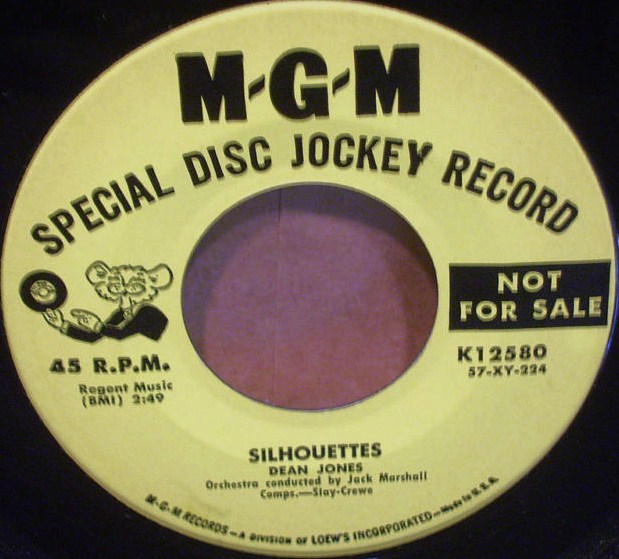 M-G-M
SPECIAL DISC JOCKEY RECORD
NOT
FOR SALE
45 R.P.M.
Regent Music
(BMI) 2:49
K12580
57-XY-224
SILHOUETTES
DEAN JONES
Orchestra conducted by Jack Marshall
Comps.—Slay-Crewe
M-G-M RECORDS—A DIVISION OF LOEW'S INCORPORATED—Made in U.S.A.